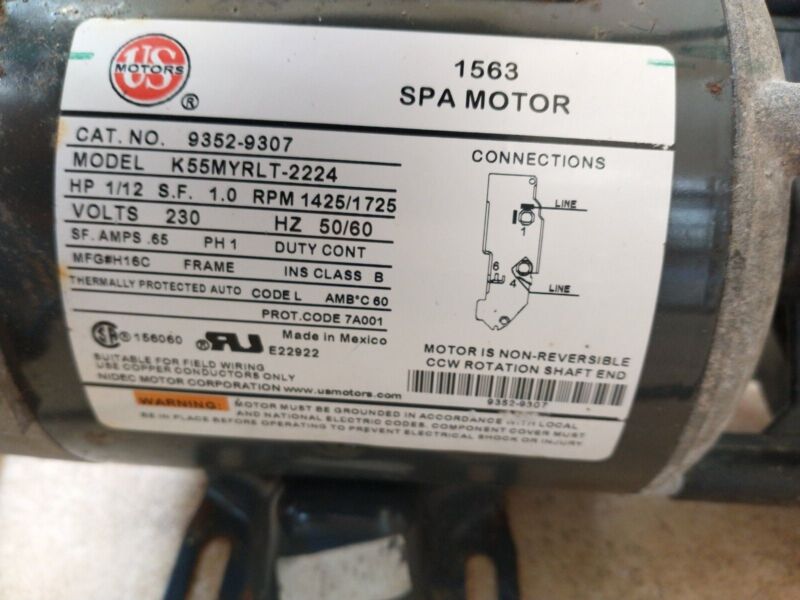 US
MOTORS
®
1563
SPA MOTOR
CAT. NO. 9352-9307
MODEL K55MYRLT-2224
HP 1/12 S.F. 1.0 RPM 1425/1725
VOLTS 230 HZ 50/60
SF. AMPS .65 PH 1 DUTY CONT
MFG#H16C FRAME INS CLASS B
THERMALLY PROTECTED AUTO CODE L AMB°C 60
PROT.CODE 7A001
Made in Mexico
® 156060 ® E22922
SUITABLE FOR FIELD WIRING
USE COPPER CONDUCTORS ONLY
NIDEC MOTOR CORPORATION www.usmotors.com
CONNECTIONS
LINE
1
6
4
LINE
MOTOR IS NON-REVERSIBLE
CCW ROTATION SHAFT END
9352-9307
WARNING: MOTOR MUST BE GROUNDED IN ACCORDANCE WITH LOCAL
AND NATIONAL ELECTRIC CODES. COMPONENT COVER MUST
BE IN PLACE BEFORE OPERATING TO PREVENT ELECTRICAL SHOCK OR INJURY.